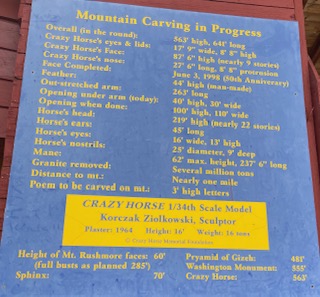 Mountain Carving in Progress
Overall (in the round): 563' high, 641' long
Crazy Horse's eyes & lids: 17' 9" wide, 8' 8" high
Crazy Horse's Face: 87' 6" high (nearly 9 stories)
Crazy Horse's nose: 27' 6" long, 8' 8" protrusion
Face Completed: June 3, 1998 (50th Anniversary)
Feather: 44' high (man-made)
Out-stretched arm: 263' long
Opening under arm (today): 40' high, 30' wide
Opening when done: 100' high, 110' wide
Horse's head: 219' high (nearly 22 stories)
Horse's ears: 45' long
Horse's eyes: 16' wide, 13' high
Horse's nostrils: 25' diameter, 9' deep
Mane: 62' max. height, 237' 6" long
Granite removed: Several million tons
Distance to mt.: Nearly one mile
Poem to be carved on mt.: 3' high letters
CRAZY HORSE 1/34th Scale Model
Korczak Ziolkowski, Sculptor
Plaster: 1964 Height: 16' Weight: 16 tons
© Crazy Horse Memorial Foundation
Height of Mt. Rushmore faces: 60' Pryamid of Gizeh: 481'
(full busts as planned 285') Washington Monument: 555'
Sphinx: 70' Crazy Horse: 563'